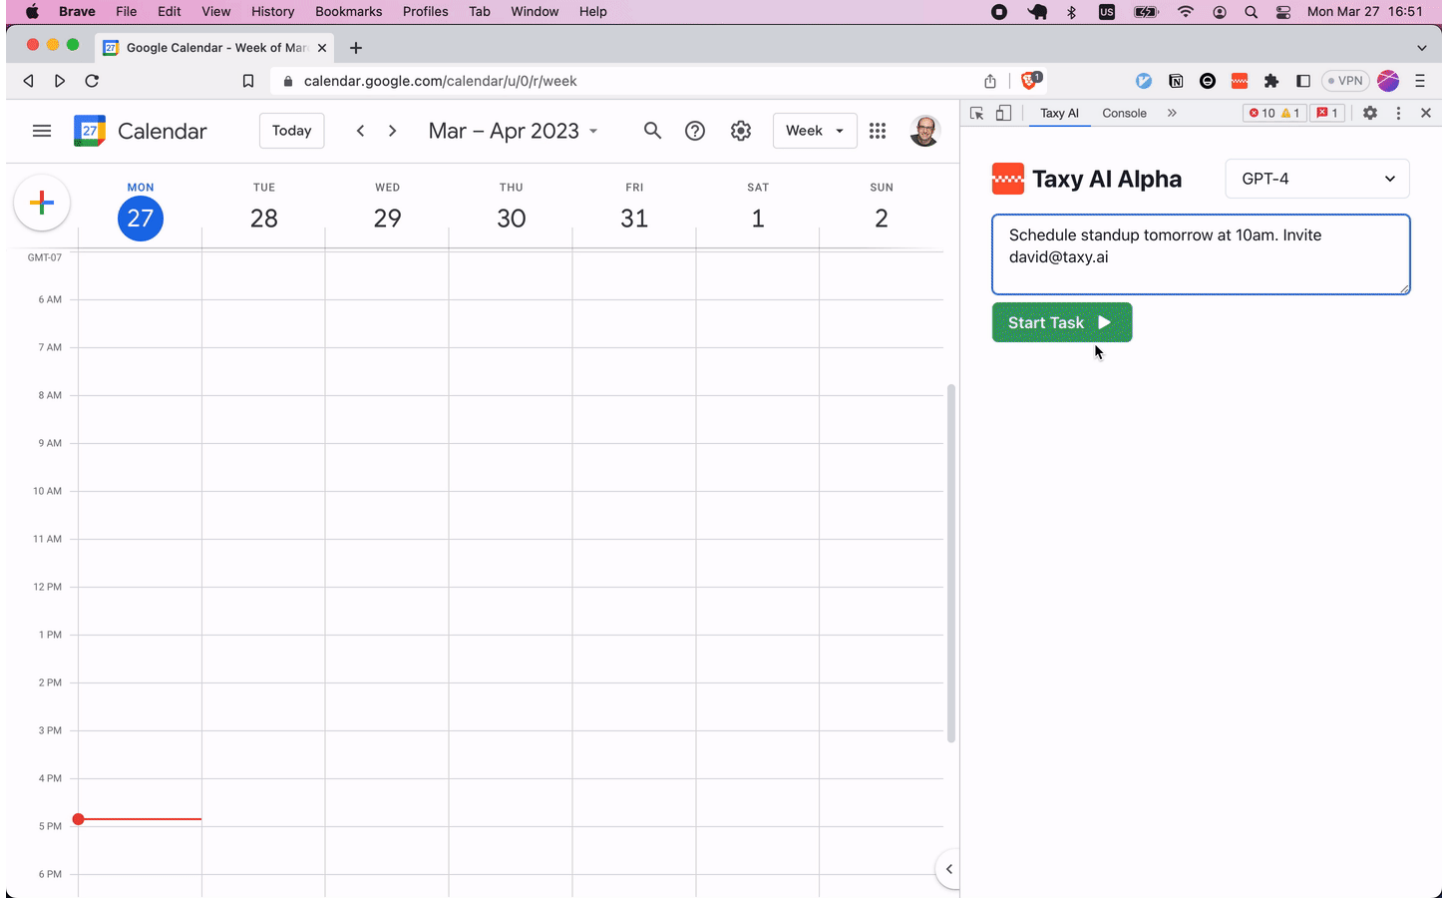 Brave File Edit View History Bookmarks Profiles Tab Window Help US Mon Mar 27 16:51
27 Google Calendar - Week of Mar
calendar.google.com/calendar/u/0/r/week 1 VPN
27 Calendar Today Mar – Apr 2023 Week
Taxy AI Console 10 1 1
MON TUE WED THU FRI SAT SUN
27 28 29 30 31 1 2
GMT-07
6 AM
7 AM
8 AM
9 AM
10 AM
11 AM
12 PM
1 PM
2 PM
3 PM
4 PM
5 PM
6 PM
Taxy AI Alpha GPT-4
Schedule standup tomorrow at 10am. Invite
david@taxy.ai
Start Task